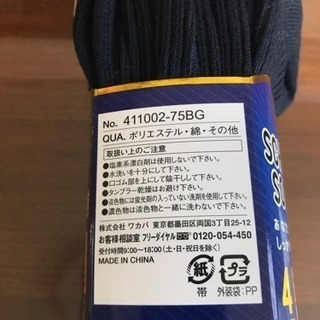 No. 411002-75BG
QUA. ポリエステル・綿・その他
取扱い上のご注意
●塩素系漂白剤は使用しないで下さい。
●水洗いを十分にして下さい。
●口ゴム部を上にして陰干しして下さい。
●タンブラー乾燥はお避け下さい。
●淡色物には蛍光剤の入っていない洗剤を使用して下さい。
●濃色物は淡色物と一緒に洗わないで下さい。
株式会社 ワカバ 東京都墨田区両国3丁目25-12
お客様相談室 フリーダイヤル 0120-054-450
受付時間9:00〜18:00(土・日・祝日を除く)
MADE IN CHINA
紙 プラ
帯 外装袋:PP